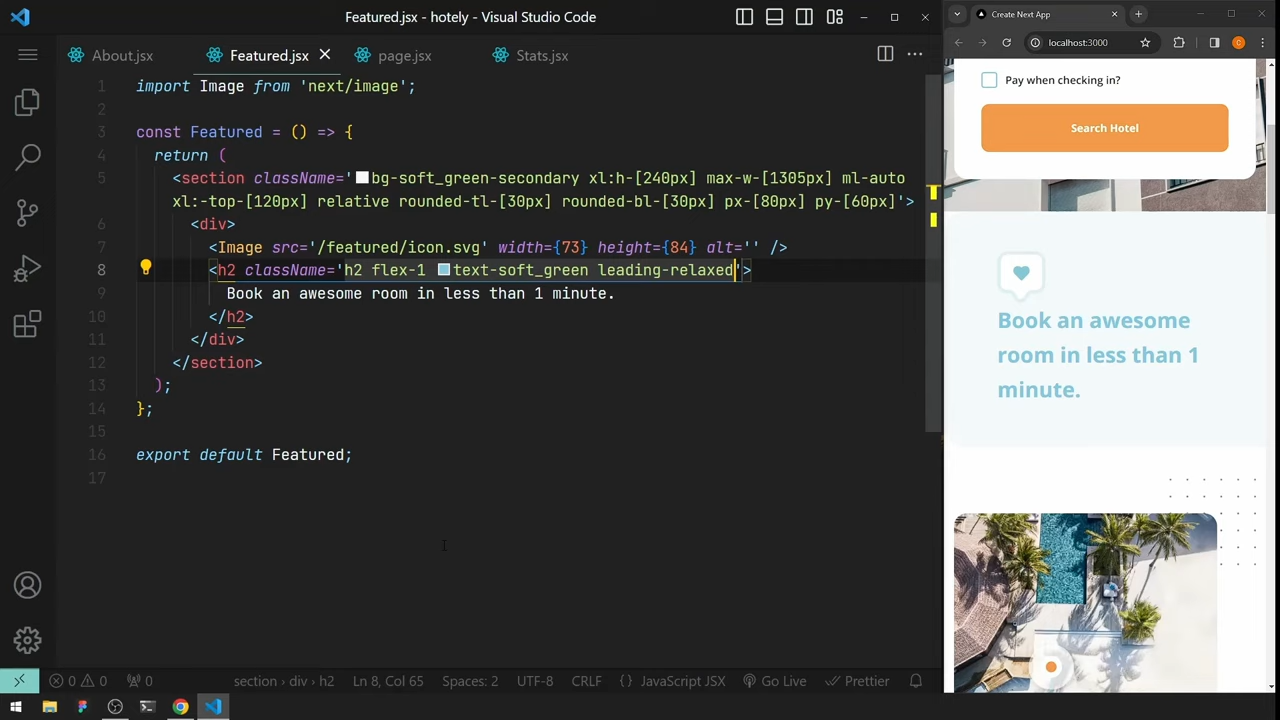 Featured.jsx - hotely - Visual Studio Code
About.jsx
Featured.jsx
page.jsx
Stats.jsx
1 import Image from 'next/image';
2
3 const Featured = () => {
4 return (
5 <section className='bg-soft_green-secondary xl:h-[240px] max-w-[1305px] ml-auto
xl:-top-[120px] relative rounded-tl-[30px] rounded-bl-[30px] px-[80px] py-[60px]'>
6 <div>
7 <Image src='/featured/icon.svg' width={73} height={84} alt='' />
8 <h2 className='h2 flex-1 text-soft_green leading-relaxed'>
9 Book an awesome room in less than 1 minute.
10 </h2>
11 </div>
12 </section>
13 );
14 };
15
16 export default Featured;
17
0 0 0
section › div › h2
Ln 8, Col 65
Spaces: 2
UTF-8
CRLF
{} JavaScript JSX
Go Live
Prettier
Create Next App
localhost:3000
C
Pay when checking in?
Search Hotel
Book an awesome
room in less than 1
minute.